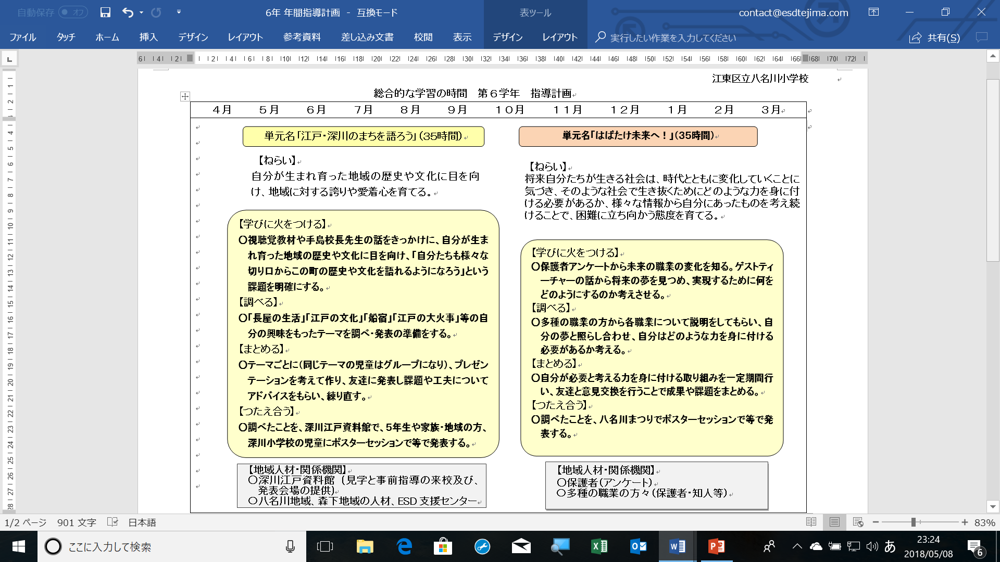 自動保存 オフ
6年 年間指導計画 - 互換モード
表ツール
contact@esdtejima.com
ファイル タッチ ホーム 挿入 デザイン レイアウト 参考資料 差し込み文書 校閲 表示 デザイン レイアウト 実行したい作業を入力してください 共有(S)
江東区立八名川小学校
総合的な学習の時間 第6学年 指導計画
4月 5月 6月 7月 8月 9月 10月 11月 12月 1月 2月 3月
単元名「江戸・深川のまちを語ろう」（35時間）
【ねらい】
自分が生まれ育った地域の歴史や文化に目を向
け、地域に対する誇りや愛着心を育てる。
【学びに火をつける】
〇視聴覚教材や手島校長先生の話をきっかけに、自分が生ま
れ育った地域の歴史や文化に目を向け、「自分たちも様々な
切り口からこの町の歴史や文化を語れるようになろう」という
課題を明確にする。
【調べる】
〇「長屋の生活」「江戸の文化」「船宿」「江戸の大火事」等の自
分の興味をもったテーマを調べ・発表の準備をする。
【まとめる】
〇テーマごとに（同じテーマの児童はグループになり）、プレゼン
テーションを考えて作り、友達に発表し課題や工夫について
アドバイスをもらい、練り直す。
【つたえ合う】
〇調べたことを、深川江戸資料館で、5年生や家族・地域の方、
深川小学校の児童にポスターセッションで等で発表する。
【地域人材・関係機関】
〇深川江戸資料館（見学と事前指導の来校及び、
発表会場の提供）
〇八名川地域、森下地域の人材、ESD支援センター
単元名「はばたけ未来へ！」（35時間）
【ねらい】
将来自分たちが生きる社会は、時代とともに変化していくことに
気づき、そのような社会で生き抜くためにどのような力を身に付
ける必要があるか、様々な情報から自分にあったものを考え続
けることで、困難に立ち向かう態度を育てる。
【学びに火をつける】
〇保護者アンケートから未来の職業の変化を知る。ゲストティ
ーチャーの話から将来の夢を見つめ、実現するために何を
どのようにするのか考えさせる。
【調べる】
〇多種の職業の方から各職業について説明をしてもらい、自
分の夢と照らし合わせ、自分はどのような力を身に付ける
必要があるか考える。
【まとめる】
〇自分が必要と考える力を身に付ける取り組みを一定期間行
い、友達と意見交換を行うことで成果や課題をまとめる。
【つたえ合う】
〇調べたことを、八名川まつりでポスターセッションで等で発
表する。
【地域人材・関係機関】
〇保護者（アンケート）
〇多種の職業の方々（保護者・知人等）
1/2 ページ 901 文字 日本語 83%
ここに入力して検索
あ
23:24
2018/05/08
6